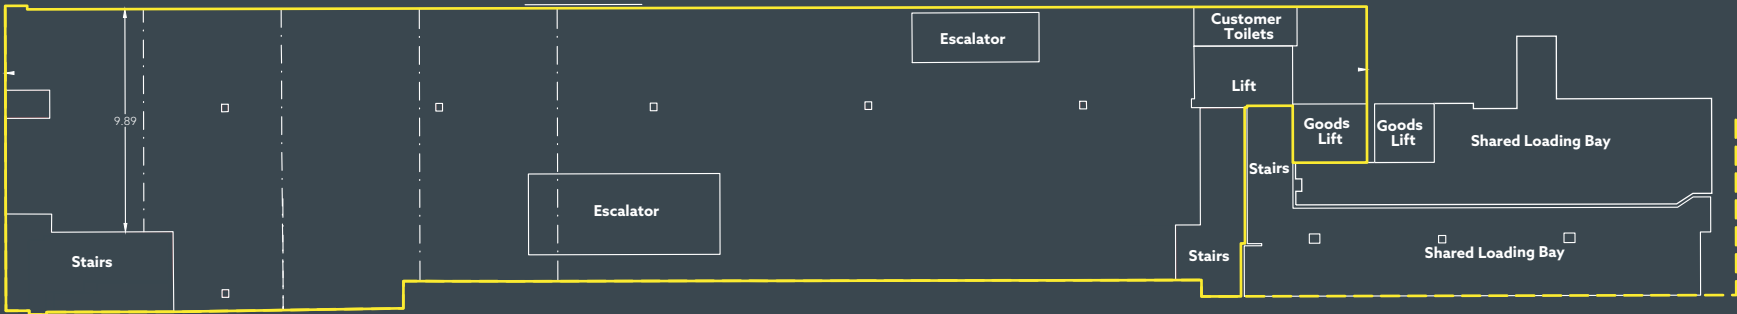 Customer
Toilets
Escalator
Lift
9.89
Goods
Lift
Goods
Lift
Shared Loading Bay
Stairs
Escalator
Stairs
Stairs
Shared Loading Bay